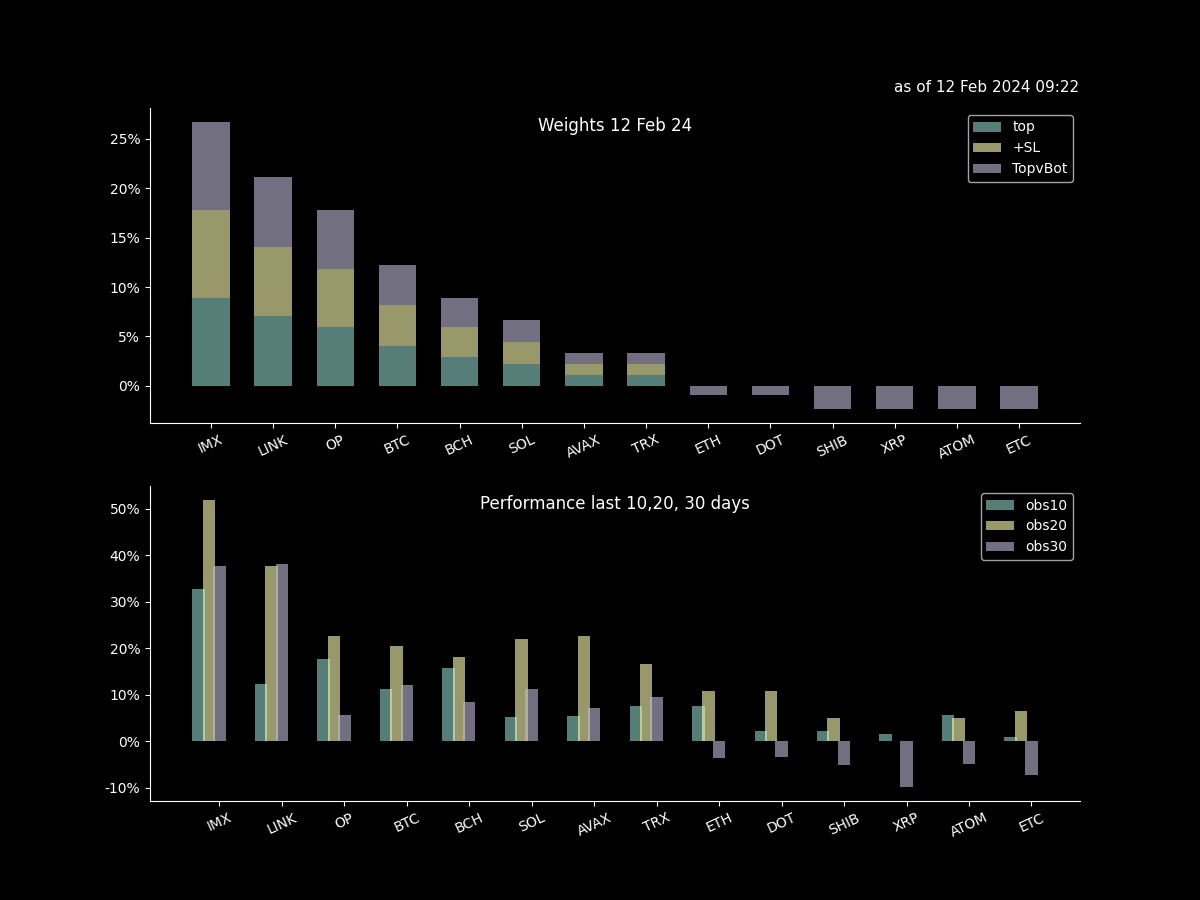 as of 12 Feb 2024 09:22
Weights 12 Feb 24
top
+SL
TopvBot
25%
20%
15%
10%
5%
0%
IMX LINK OP BTC BCH SOL AVAX TRX ETH DOT SHIB XRP ATOM ETC
Performance last 10,20, 30 days
obs10
obs20
obs30
50%
40%
30%
20%
10%
0%
-10%
IMX LINK OP BTC BCH SOL AVAX TRX ETH DOT SHIB XRP ATOM ETC